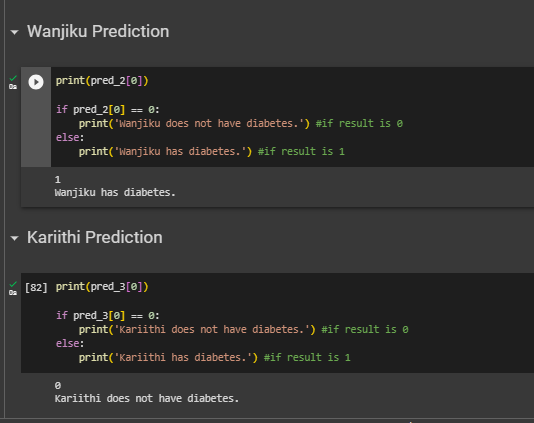 Wanjiku Prediction
0s
print(pred_2[0])
if pred_2[0] == 0:
    print('Wanjiku does not have diabetes.') #if result is 0
else:
    print('Wanjiku has diabetes.') #if result is 1
1
Wanjiku has diabetes.
Kariithi Prediction
0s
[82] print(pred_3[0])
if pred_3[0] == 0:
    print('Kariithi does not have diabetes.') #if result is 0
else:
    print('Kariithi has diabetes.') #if result is 1
0
Kariithi does not have diabetes.